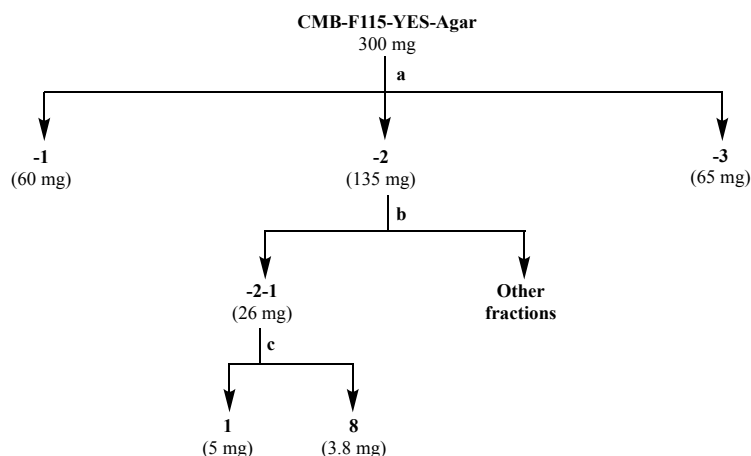 CMB-F115-YES-Agar
300 mg
a
-1
(60 mg)
-2
(135 mg)
-3
(65 mg)
b
-2-1
(26 mg)
Other
fractions
c
1
(5 mg)
8
(3.8 mg)